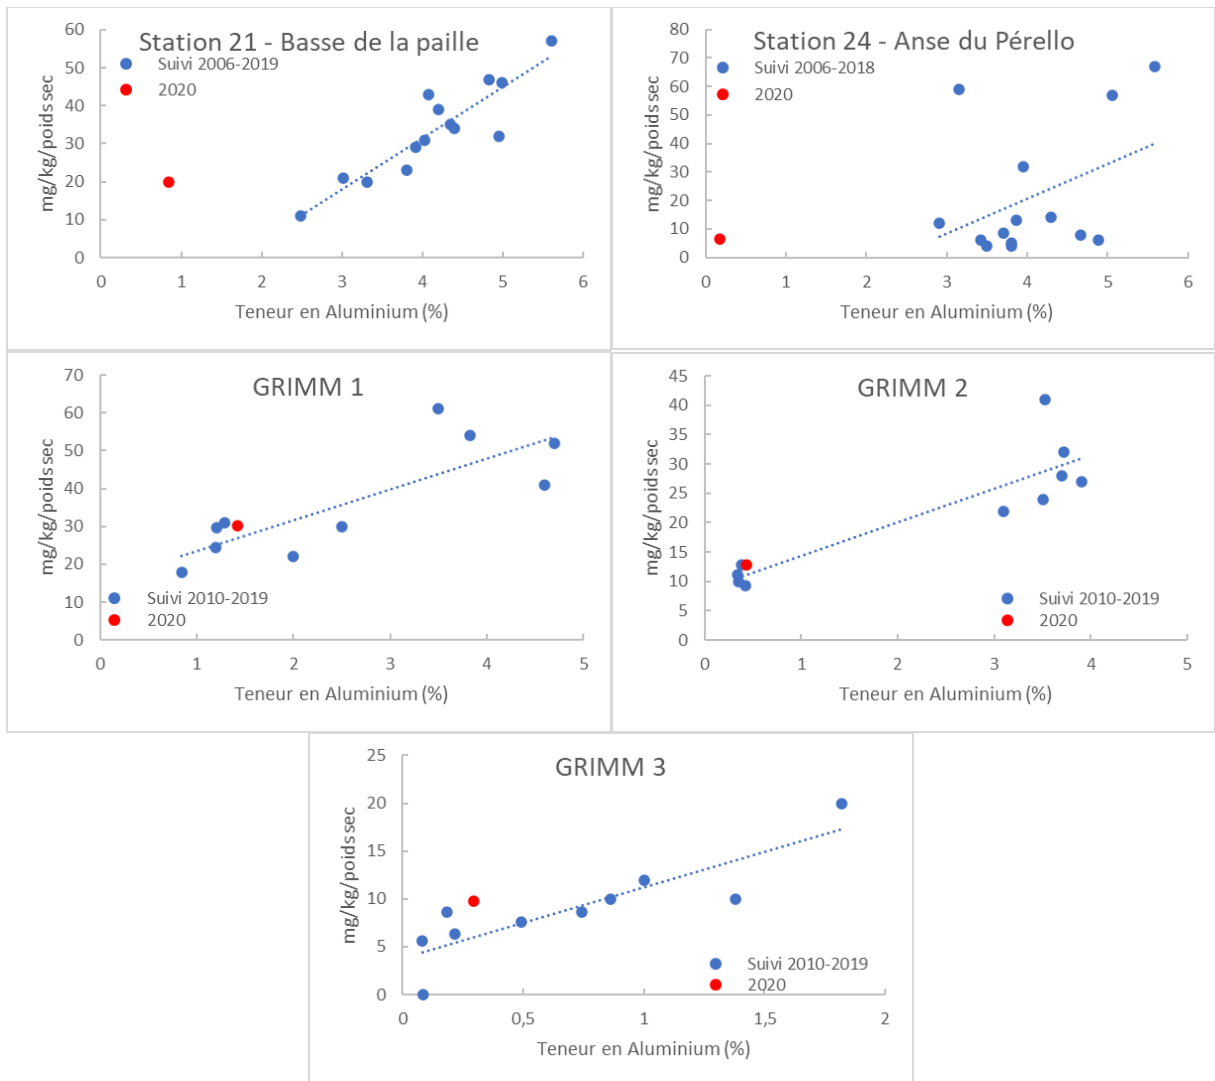 Station 21 - Basse de la paille
Suivi 2006-2019
2020
mg/kg/poids sec
60
50
40
30
20
10
0
0 1 2 3 4 5 6
Teneur en Aluminium (%)
Station 24 - Anse du Pérello
Suivi 2006-2018
2020
mg/kg/poids sec
80
70
60
50
40
30
20
10
0
0 1 2 3 4 5 6
Teneur en Aluminium (%)
GRIMM 1
mg/kg/poids sec
70
60
50
40
30
20
10
0
Suivi 2010-2019
2020
0 1 2 3 4 5
Teneur en Aluminium (%)
GRIMM 2
mg/kg/poids sec
45
40
35
30
25
20
15
10
5
0
Suivi 2010-2019
2020
0 1 2 3 4 5
Teneur en Aluminium (%)
GRIMM 3
mg/kg/poids sec
25
20
15
10
5
0
Suivi 2010-2019
2020
0 0,5 1 1,5 2
Teneur en Aluminium (%)